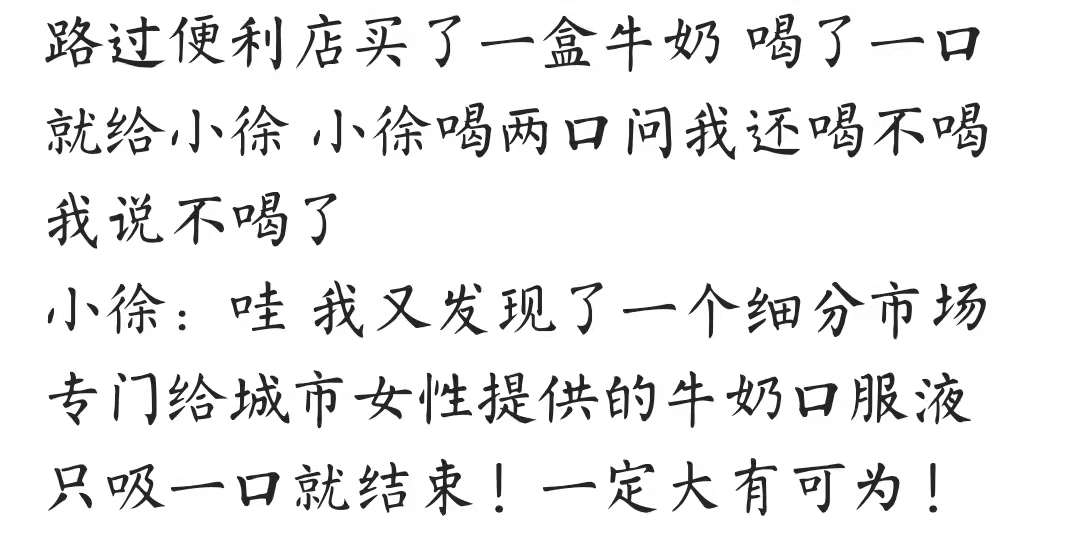 路过便利店买了一盒牛奶 喝了一口
就给小徐 小徐喝两口问我还喝不喝
我说不喝了
小徐：哇 我又发现了一个细分市场
专门给城市女性提供的牛奶口服液
只吸一口就结束！一定大有可为！